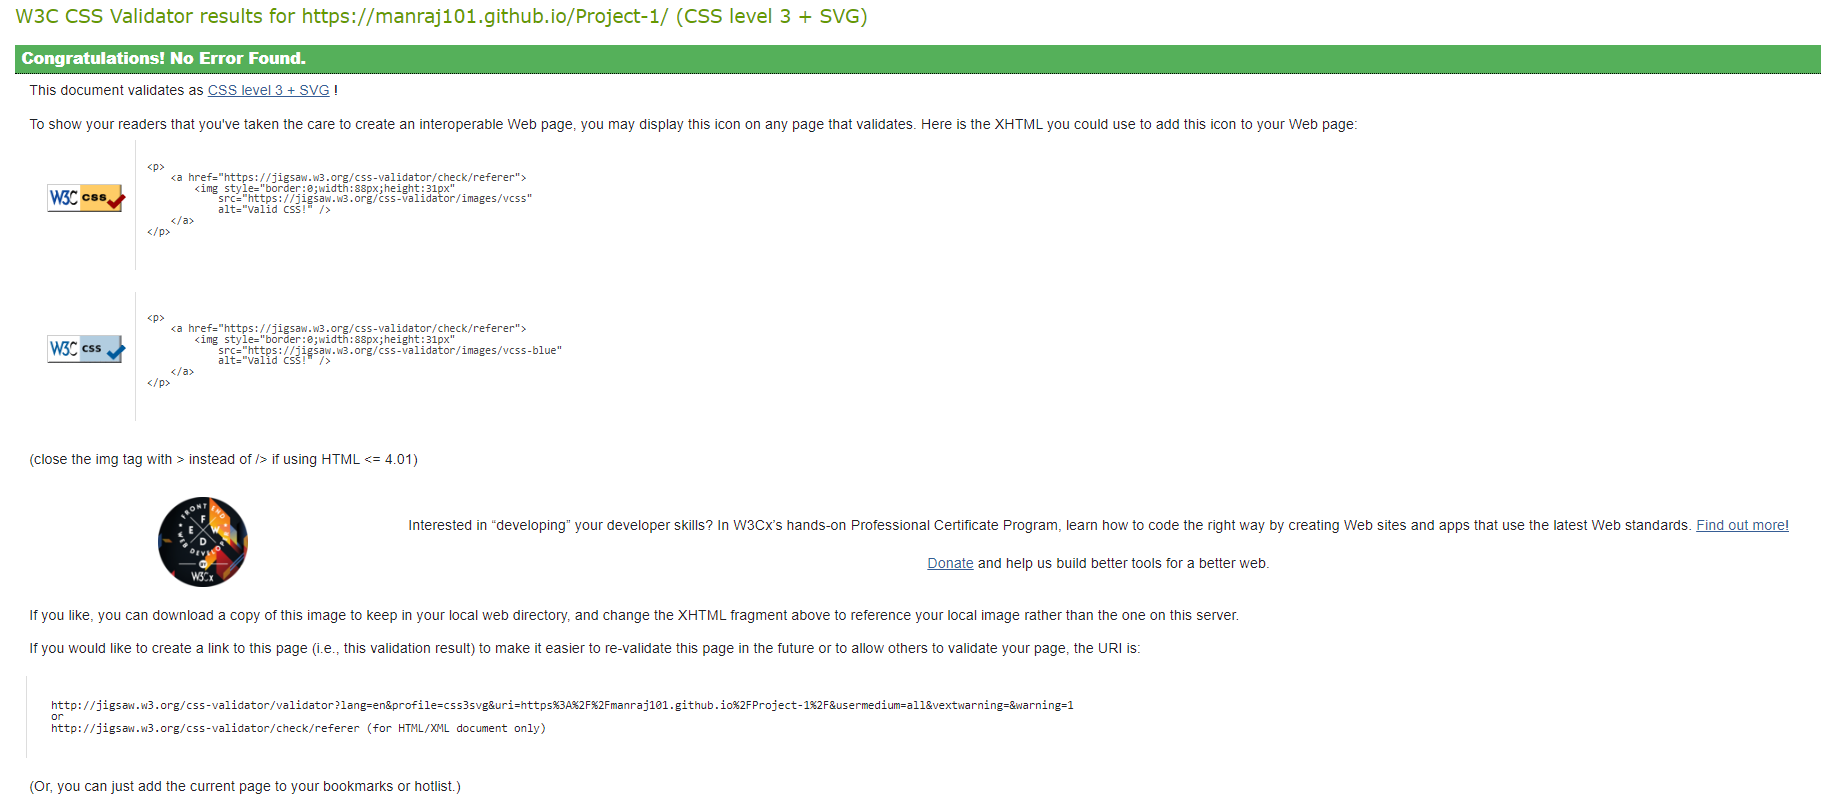 W3C CSS Validator results for https://manraj101.github.io/Project-1/ (CSS level 3 + SVG)
Congratulations! No Error Found.
This document validates as CSS level 3 + SVG !
To show your readers that you've taken the care to create an interoperable Web page, you may display this icon on any page that validates. Here is the XHTML you could use to add this icon to your Web page:
W3C css
<p>
<a href="https://jigsaw.w3.org/css-validator/check/referer">
<img style="border:0;width:88px;height:31px"
src="https://jigsaw.w3.org/css-validator/images/vcss"
alt="Valid CSS!" />
</a>
</p>
W3C css
<p>
<a href="https://jigsaw.w3.org/css-validator/check/referer">
<img style="border:0;width:88px;height:31px"
src="https://jigsaw.w3.org/css-validator/images/vcss-blue"
alt="Valid CSS!" />
</a>
</p>
(close the img tag with > instead of /> if using HTML <= 4.01)
FRONT END
F
E W
D
WEB DEVELOPER
W3Cx
Interested in “developing” your developer skills? In W3Cx’s hands-on Professional Certificate Program, learn how to code the right way by creating Web sites and apps that use the latest Web standards. Find out more!
Donate and help us build better tools for a better web.
If you like, you can download a copy of this image to keep in your local web directory, and change the XHTML fragment above to reference your local image rather than the one on this server.
If you would like to create a link to this page (i.e., this validation result) to make it easier to re-validate this page in the future or to allow others to validate your page, the URI is:
http://jigsaw.w3.org/css-validator/validator?lang=en&profile=css3svg&uri=https%3A%2F%2Fmanraj101.github.io%2FProject-1%2F&usermedium=all&vextwarning=&warning=1
or
http://jigsaw.w3.org/css-validator/check/referer (for HTML/XML document only)
(Or, you can just add the current page to your bookmarks or hotlist.)